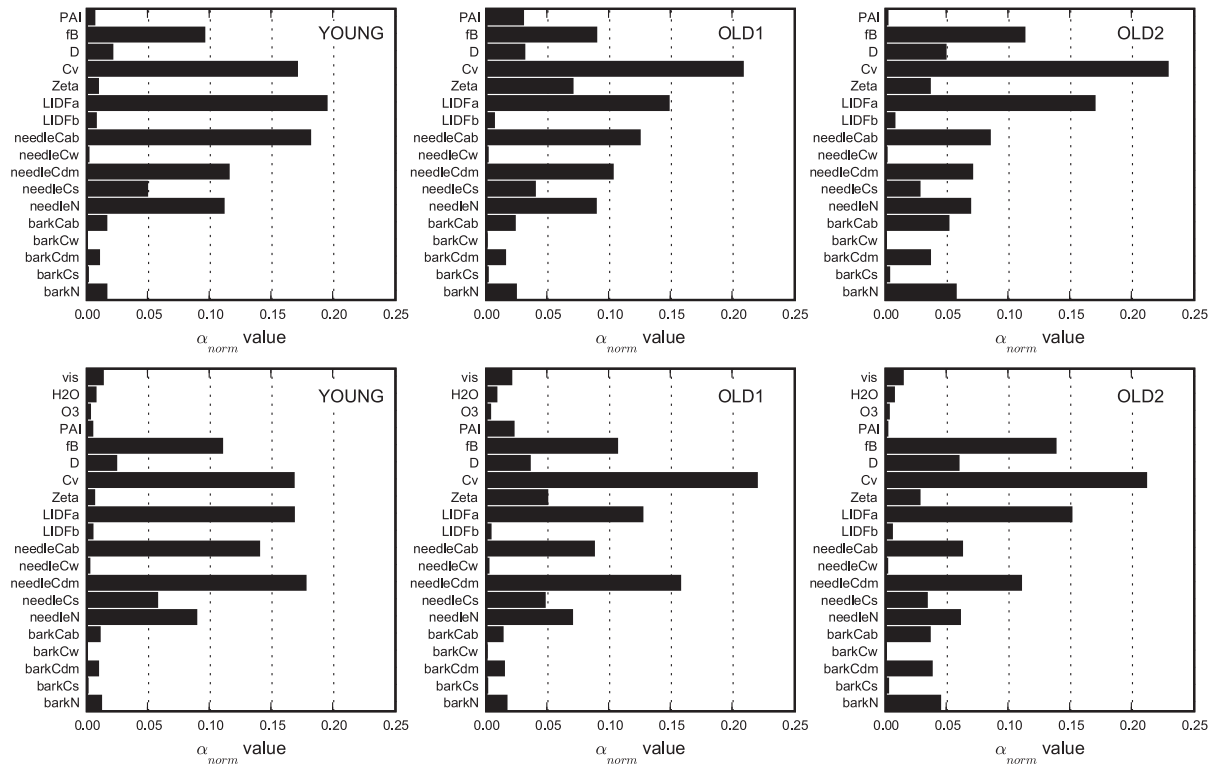 YOUNG
PAI
fB
D
Cv
Zeta
LIDFa
LIDFb
needleCab
needleCw
needleCdm
needleCs
needleN
barkCab
barkCw
barkCdm
barkCs
barkN
0.00 0.05 0.10 0.15 0.20 0.25
α_norm value
OLD1
PAI
fB
D
Cv
Zeta
LIDFa
LIDFb
needleCab
needleCw
needleCdm
needleCs
needleN
barkCab
barkCw
barkCdm
barkCs
barkN
0.00 0.05 0.10 0.15 0.20 0.25
α_norm value
OLD2
PAI
fB
D
Cv
Zeta
LIDFa
LIDFb
needleCab
needleCw
needleCdm
needleCs
needleN
barkCab
barkCw
barkCdm
barkCs
barkN
0.00 0.05 0.10 0.15 0.20 0.25
α_norm value
YOUNG
vis
H2O
O3
PAI
fB
D
Cv
Zeta
LIDFa
LIDFb
needleCab
needleCw
needleCdm
needleCs
needleN
barkCab
barkCw
barkCdm
barkCs
barkN
0.00 0.05 0.10 0.15 0.20 0.25
α_norm value
OLD1
vis
H2O
O3
PAI
fB
D
Cv
Zeta
LIDFa
LIDFb
needleCab
needleCw
needleCdm
needleCs
needleN
barkCab
barkCw
barkCdm
barkCs
barkN
0.00 0.05 0.10 0.15 0.20 0.25
α_norm value
OLD2
vis
H2O
O3
PAI
fB
D
Cv
Zeta
LIDFa
LIDFb
needleCab
needleCw
needleCdm
needleCs
needleN
barkCab
barkCw
barkCdm
barkCs
barkN
0.00 0.05 0.10 0.15 0.20 0.25
α_norm value